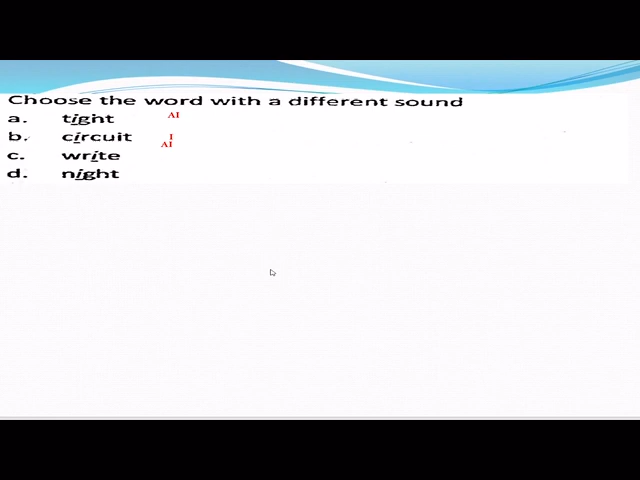 Choose the word with a different sound
a. tight AI
b. circuit I
c. write AI
d. night